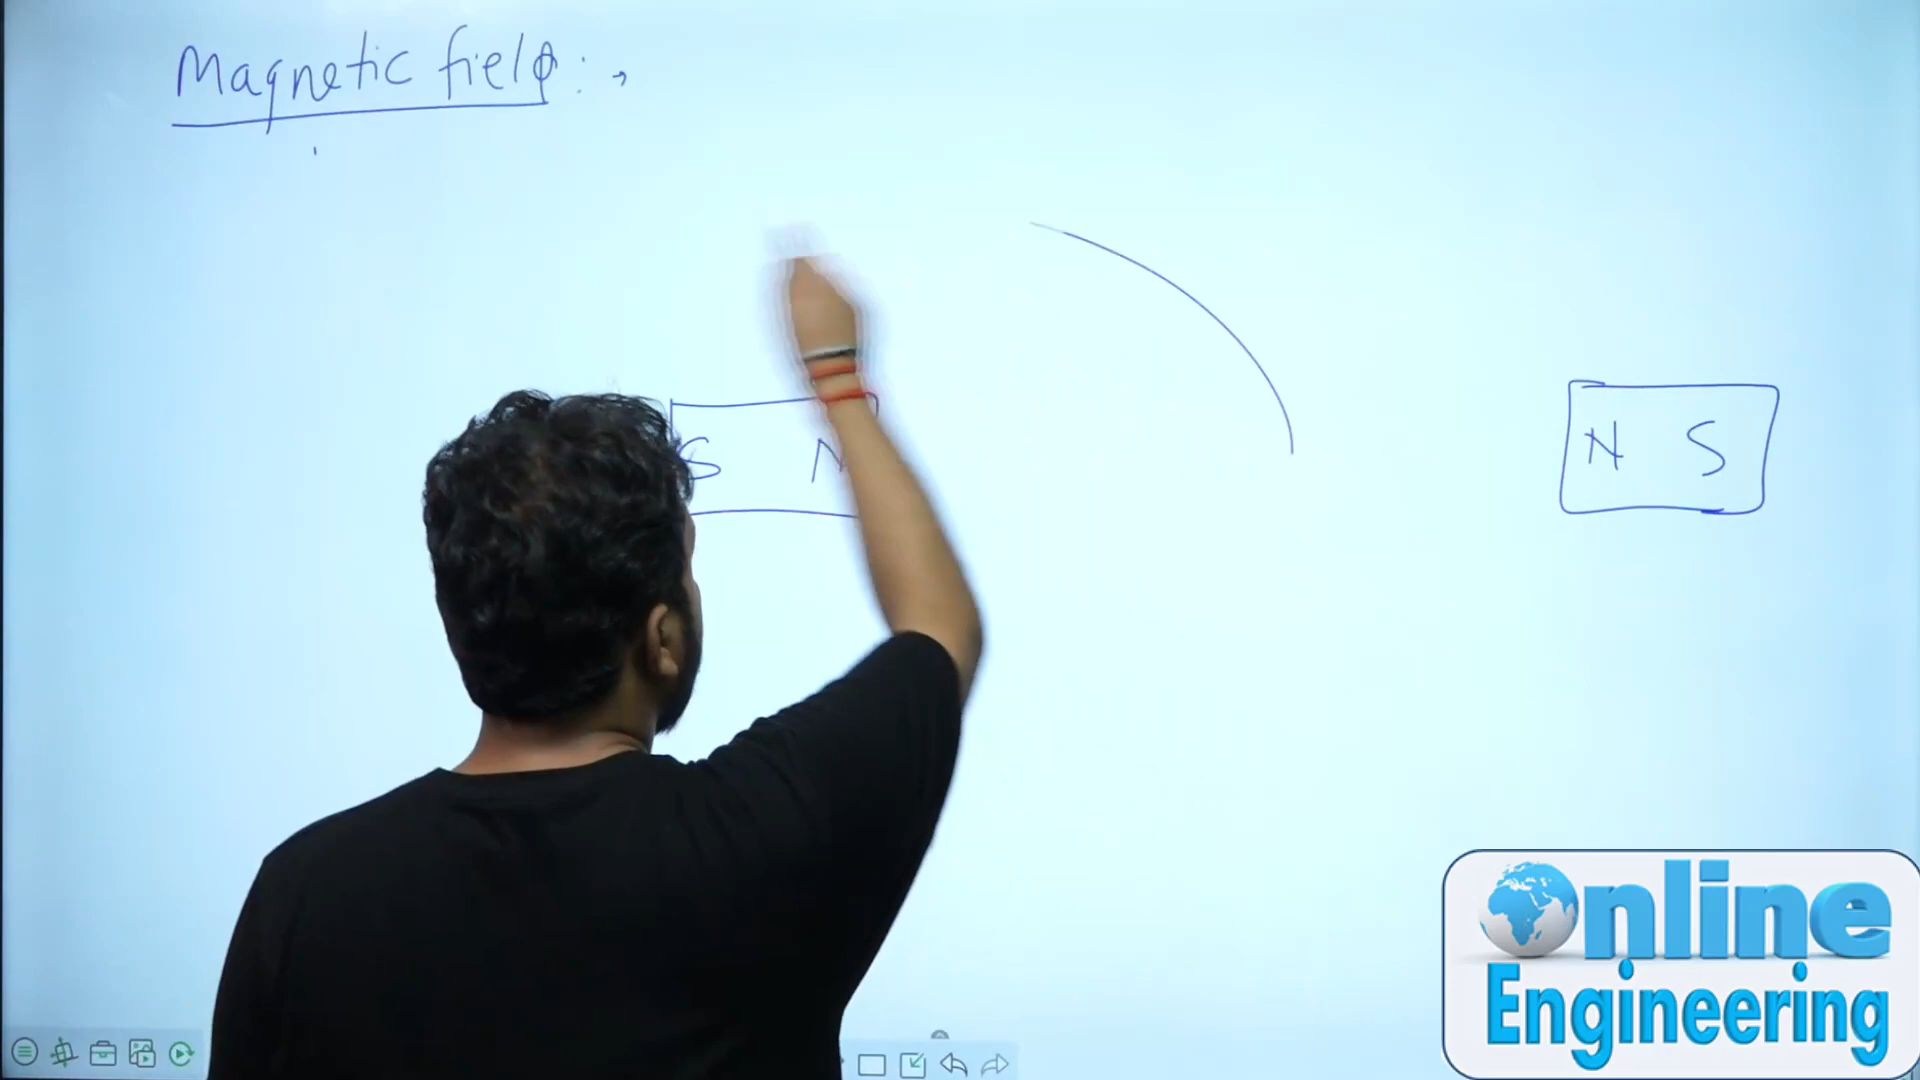 Magnetic field : →
S N
N S
Online
Engineering